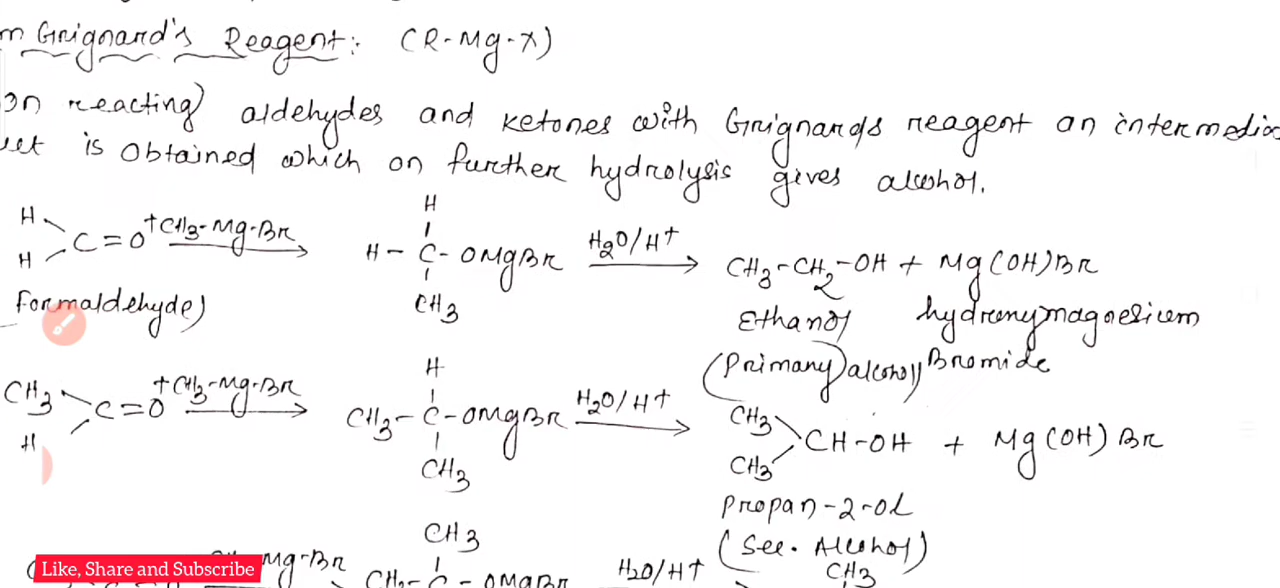 m Grignard's Reagent: (R-Mg-X)
on reacting) aldehydes and ketones with Grignards reagent an intermedia
uct is obtained which on further hydrolysis gives alcohol.
H
H
C=O +CH3-Mg-Br
H
H-C-OMgBr
CH3
H2O/H+
CH3-CH2-OH + Mg(OH)Br
Formaldehyde)
Ethanol hydroxymagnesium
(Primary) alcohol) Bromide
CH3
H
C=O +CH3-Mg-Br
H
CH3-C-OMgBr
CH3
H2O/H+
CH3
CH3
CH-OH + Mg(OH)Br
Propan-2-ol
(Sec. Alcohol)
CH3
Mg-Br
CH3-C-OMgBr
H2O/H+
CH3
Like, Share and Subscribe